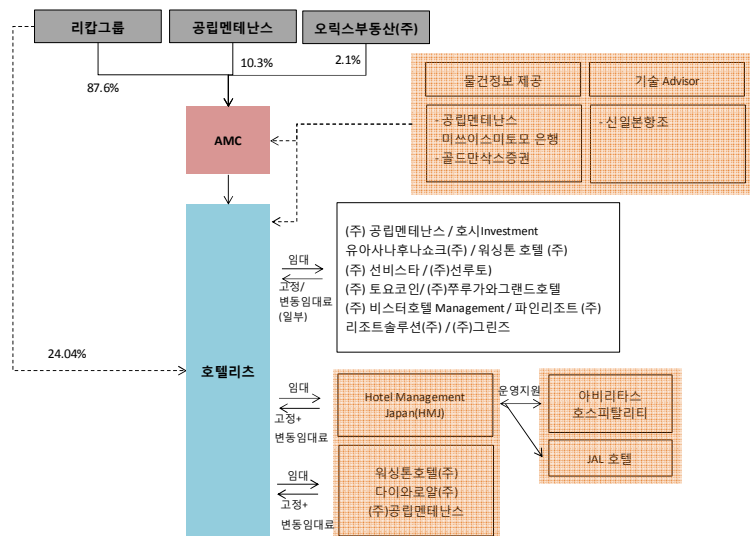 리캅그룹
공립멘테넌스
오릭스부동산(주)
87.6%
10.3%
2.1%
물건정보 제공
기술 Advisor
- 공립멘테넌스
- 미쓰이스미토모 은행
- 골드만삭스증권
- 신일본항조
AMC
호텔리츠
24.04%
임대
고정/
변동임대료
(일부)
(주) 공립멘테넌스 / 호시Investment
유아사나후나쇼크(주) / 워싱톤 호텔 (주)
(주) 선비스타 / (주)선루토)
(주) 토요코인/ (주)쭈루가와그랜드호텔
(주) 비스터호텔 Management / 파인리조트 (주)
리조트솔루션(주) / (주)그린즈
임대
고정+
변동임대료
Hotel Management
Japan(HMJ)
운영지원
아비리타스
호스피탈리티
JAL 호텔
임대
고정+
변동임대료
워싱톤호텔(주)
다이와로얄(주)
(주)공립멘테넌스